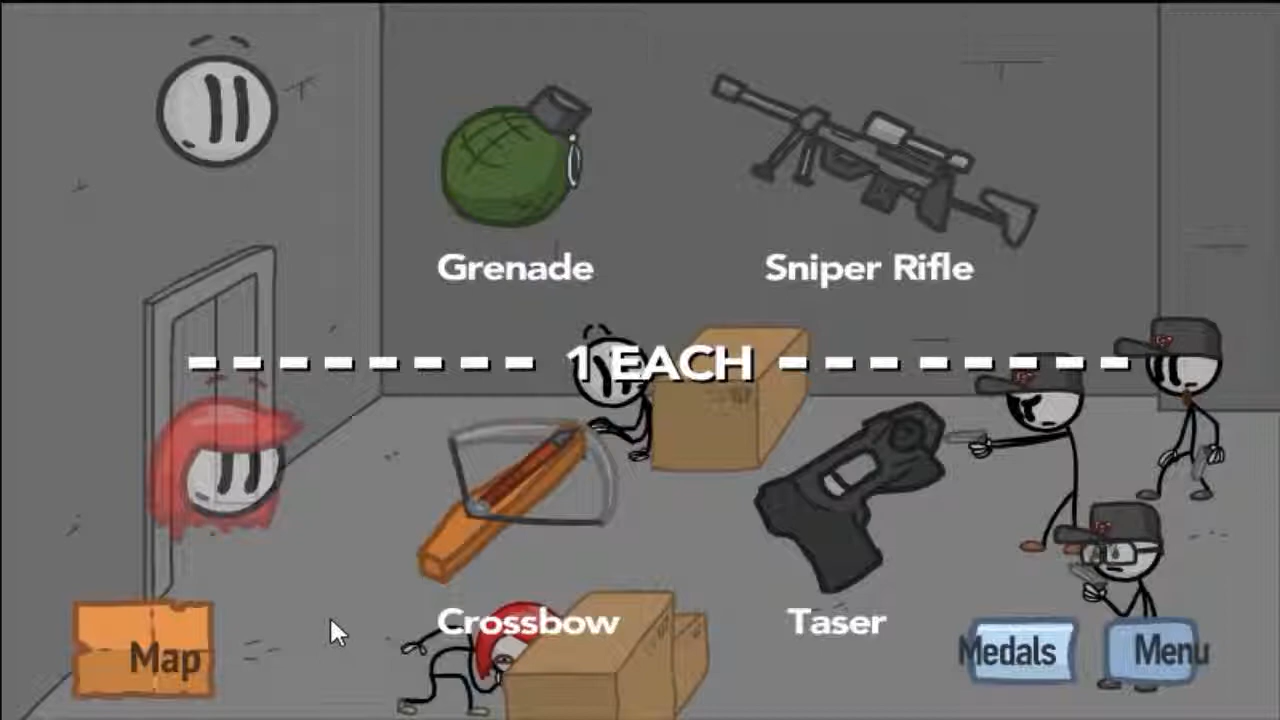 Grenade
Sniper Rifle
1 EACH
Crossbow
Taser
Map
Medals
Menu